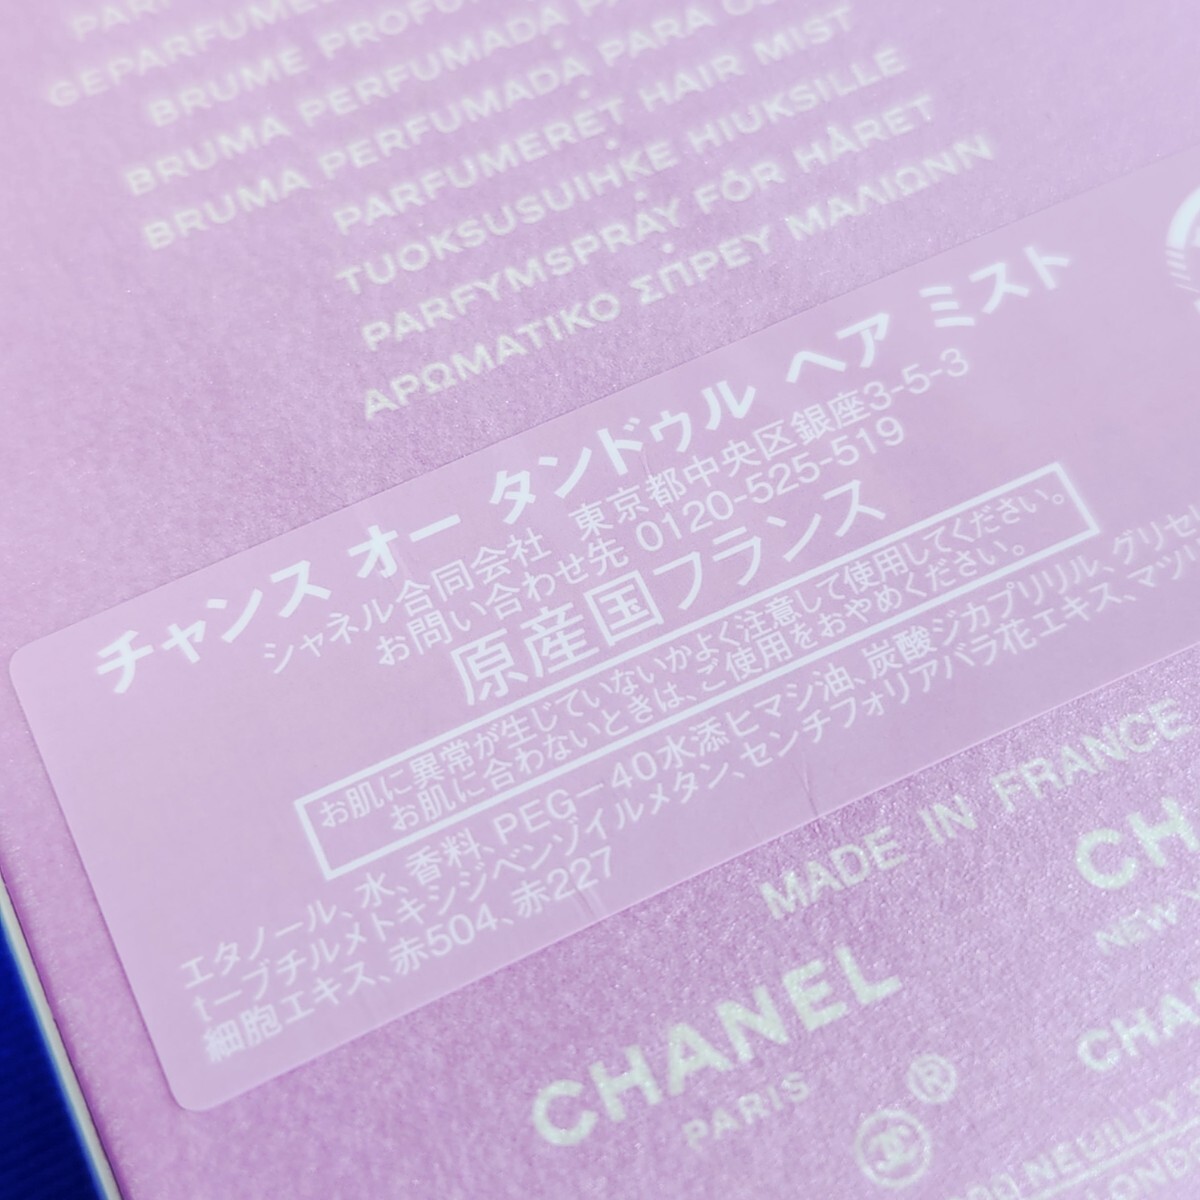 GEPARFUME
BRUME PROFU
BRUMA PERFUMADA P
BRUMA PERFUMADA PARA O
PARFUMERET HAIR MIST
TUOKSUSUIHKE HIUKSILLE
PARFYMSPRAY FÖR HÅRET
ΑΡΩΜΑΤΙΚΟ ΣΠΡΕΥ ΜΑΛΙΩΝΝ
チャンス オー タンドゥル ヘア ミスト
シャネル合同会社 東京都中央区銀座3-5-3
お問い合わせ先 0120-525-519
原産国フランス
お肌に異常が生じていないかよく注意して使用してください。
お肌に合わないときは、ご使用をおやめください。
エタノール、水、香料、PEG－40水添ヒマシ油、炭酸ジカプリリル、グリセ
t－ブチルメトキシジベンゾイルメタン、センチフォリアバラ花エキス、マツリ
細胞エキス、赤504、赤227
MADE IN FRANCE
CHANEL
PARIS
CH
NEW Y
CHA
NEUILLY
®